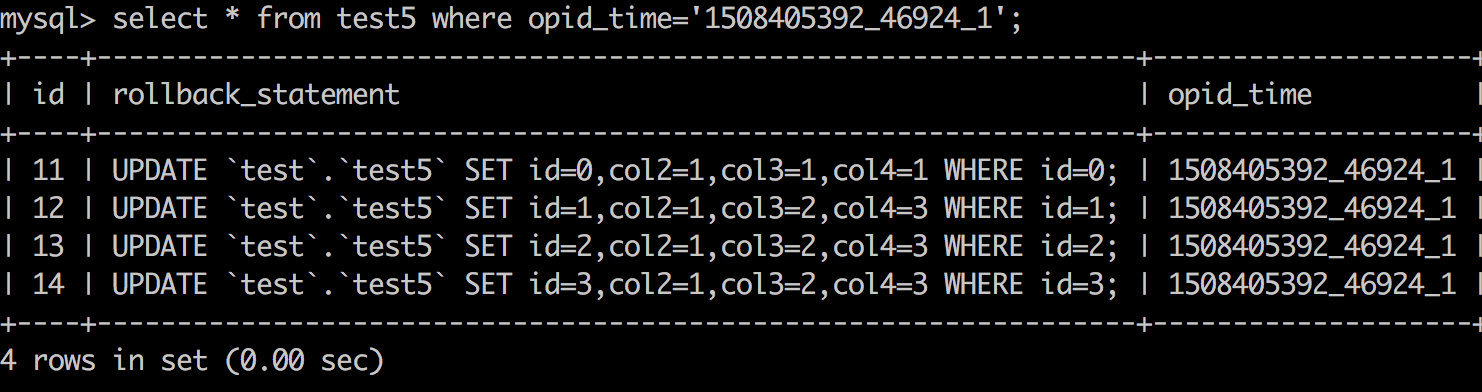 mysql> select * from test5 where opid_time='1508405392_46924_1';
+----+-----------------------------------------------------------------+--------------------+
| id | rollback_statement                                              | opid_time          |
+----+-----------------------------------------------------------------+--------------------+
| 11 | UPDATE `test`.`test5` SET id=0,col2=1,col3=1,col4=1 WHERE id=0; | 1508405392_46924_1 |
| 12 | UPDATE `test`.`test5` SET id=1,col2=1,col3=2,col4=3 WHERE id=1; | 1508405392_46924_1 |
| 13 | UPDATE `test`.`test5` SET id=2,col2=1,col3=2,col4=3 WHERE id=2; | 1508405392_46924_1 |
| 14 | UPDATE `test`.`test5` SET id=3,col2=1,col3=2,col4=3 WHERE id=3; | 1508405392_46924_1 |
+----+-----------------------------------------------------------------+--------------------+
4 rows in set (0.00 sec)